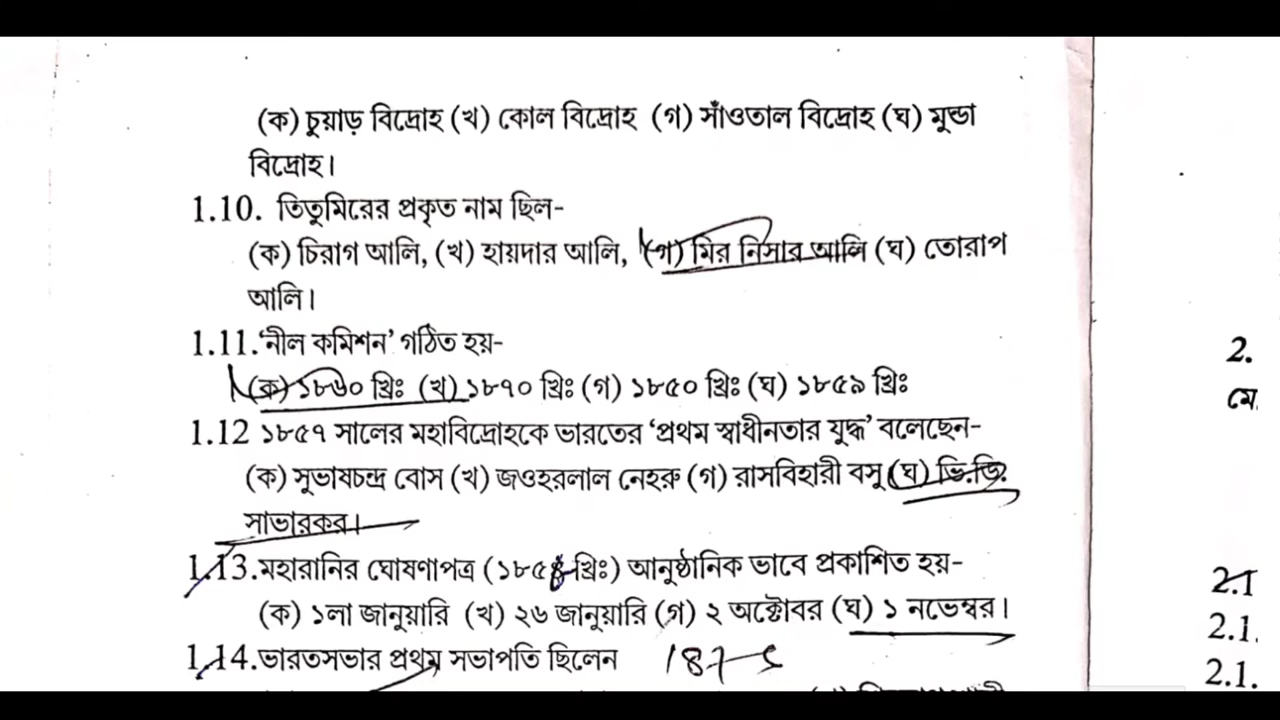 (ক) চুয়াড় বিদ্রোহ (খ) কোল বিদ্রোহ (গ) সাঁওতাল বিদ্রোহ (ঘ) মুন্ডা
বিদ্রোহ।
1.10. তিতুমিরের প্রকৃত নাম ছিল-
(ক) চিরাগ আলি, (খ) হায়দার আলি, (গ) মির নিসার আলি (ঘ) তোরাপ
আলি।
1.11.‘নীল কমিশন’ গঠিত হয়-
(ক) ১৮৬০ খ্রিঃ (খ) ১৮৭০ খ্রিঃ (গ) ১৮৫০ খ্রিঃ (ঘ) ১৮৫৯ খ্রিঃ
1.12 ১৮৫৭ সালের মহাবিদ্রোহকে ভারতের ‘প্রথম স্বাধীনতার যুদ্ধ’ বলেছেন-
(ক) সুভাষচন্দ্র বোস (খ) জওহরলাল নেহরু (গ) রাসবিহারী বসু (ঘ) ভি.ডি.
সাভারকর।
1.13.মহারানির ঘোষণাপত্র (১৮৫৮ খ্রিঃ) আনুষ্ঠানিক ভাবে প্রকাশিত হয়-
(ক) ১লা জানুয়ারি (খ) ২৬ জানুয়ারি (গ) ২ অক্টোবর (ঘ) ১ নভেম্বর।
1.14.ভারতসভার প্রথম সভাপতি ছিলেন
2.
মে
2.1
2.1.
2.1.